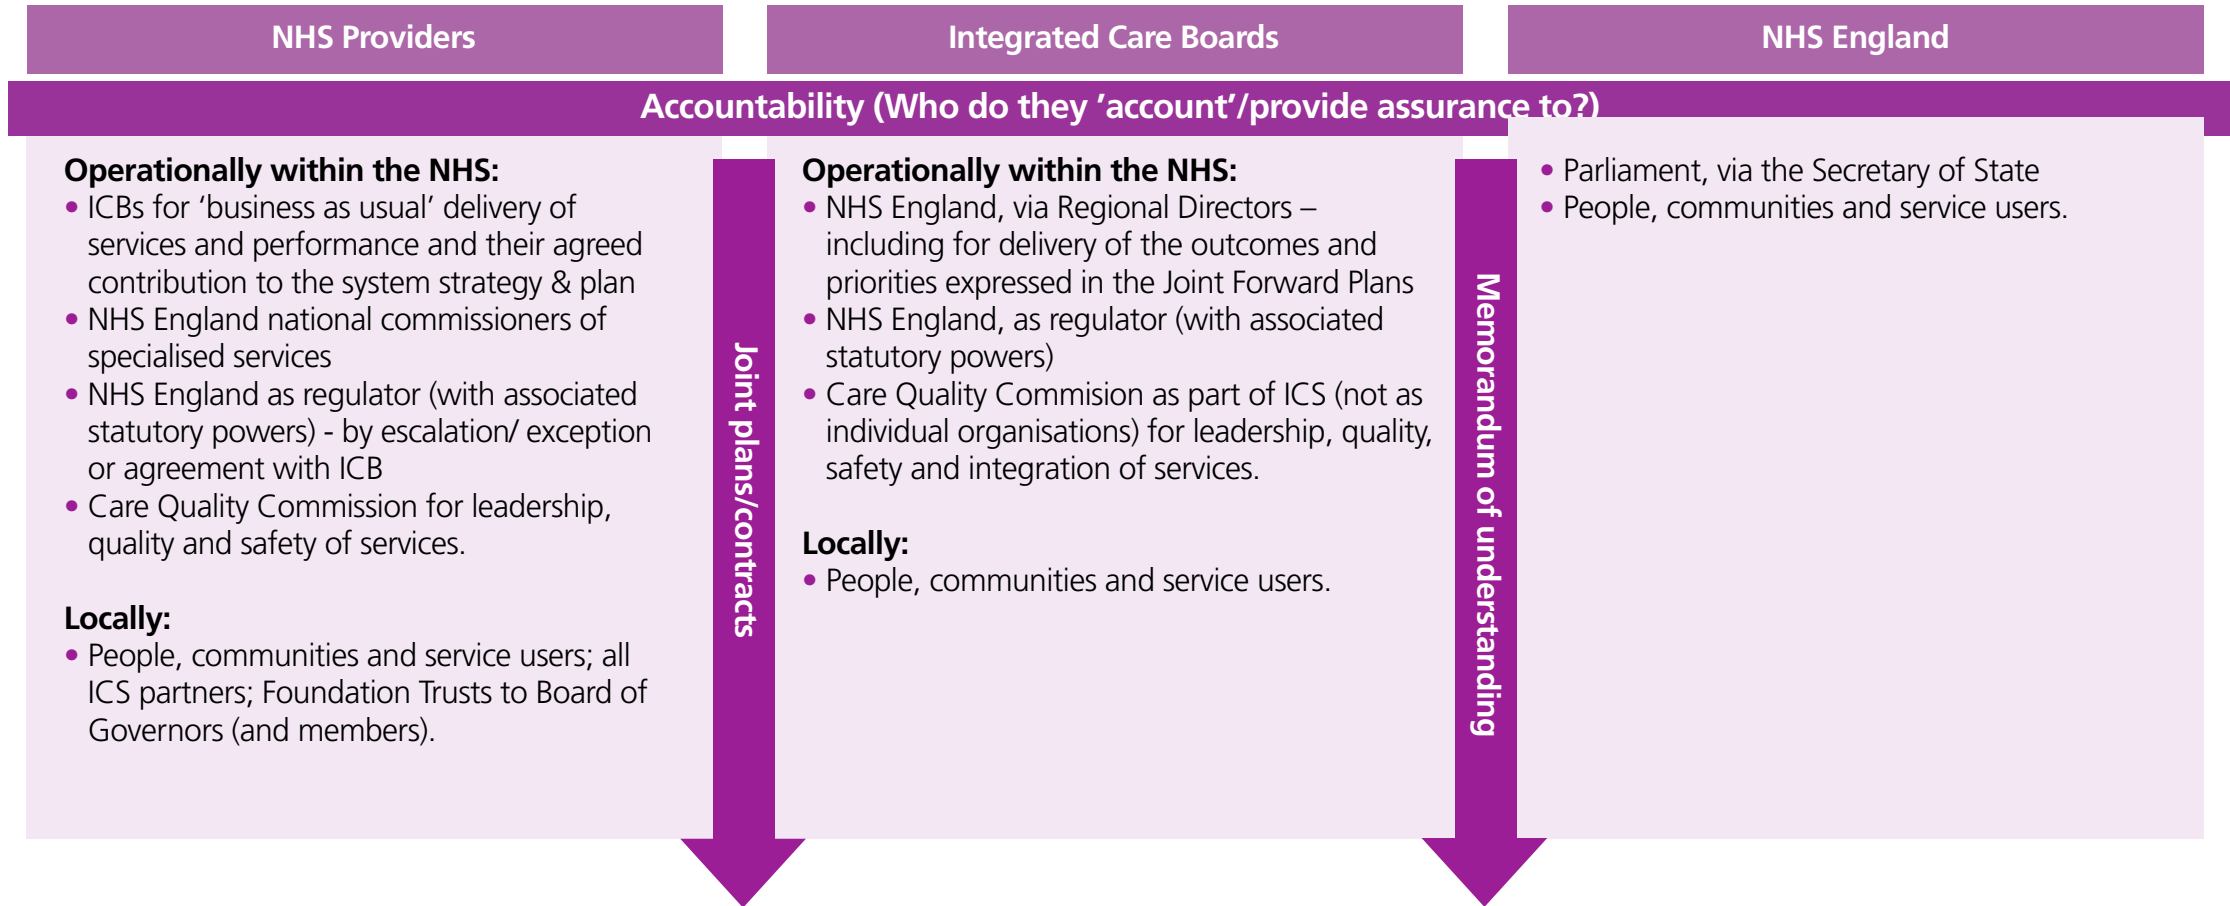 NHS Providers
Integrated Care Boards
NHS England
Accountability (Who do they ’account’/provide assurance to?)
Operationally within the NHS:
• ICBs for ‘business as usual’ delivery of
services and performance and their agreed
contribution to the system strategy & plan
• NHS England national commissioners of
specialised services
• NHS England as regulator (with associated
statutory powers) - by escalation/ exception
or agreement with ICB
• Care Quality Commission for leadership,
quality and safety of services.
Locally:
• People, communities and service users; all
ICS partners; Foundation Trusts to Board of
Governors (and members).
Joint plans/contracts
Operationally within the NHS:
• NHS England, via Regional Directors –
including for delivery of the outcomes and
priorities expressed in the Joint Forward Plans
• NHS England, as regulator (with associated
statutory powers)
• Care Quality Commision as part of ICS (not as
individual organisations) for leadership, quality,
safety and integration of services.
Locally:
• People, communities and service users.
Memorandum of understanding
• Parliament, via the Secretary of State
• People, communities and service users.